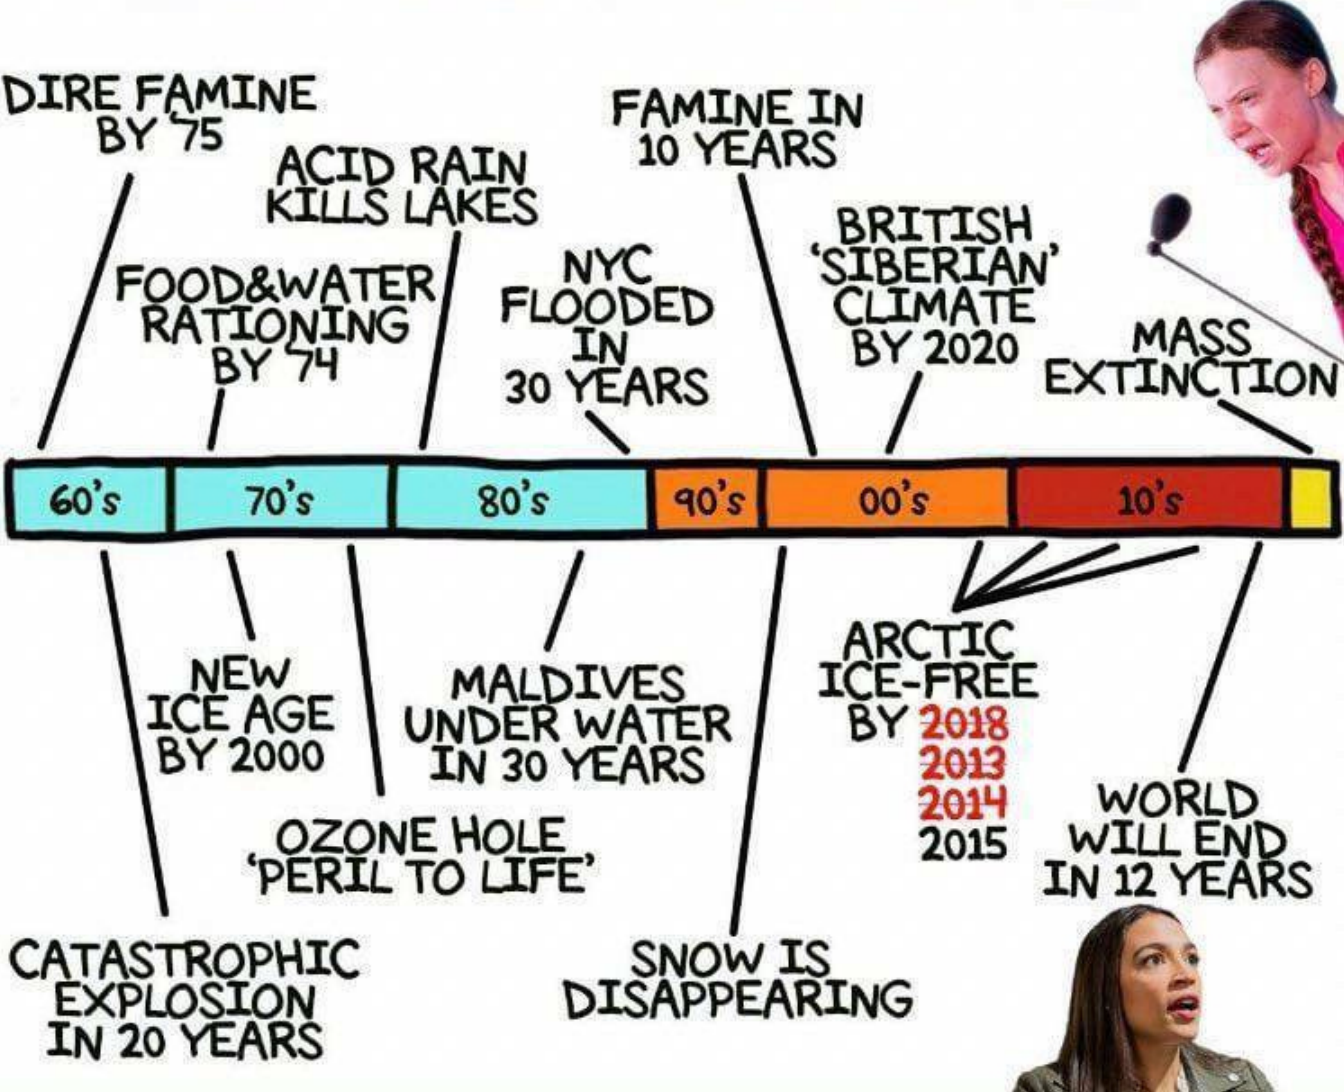 DIRE FAMINE
BY '75
ACID RAIN
KILLS LAKES
FOOD&WATER
RATIONING
BY '74
NYC
FLOODED
IN
30 YEARS
FAMINE IN
10 YEARS
BRITISH
'SIBERIAN'
CLIMATE
BY 2020
MASS
EXTINCTION
60's
70's
80's
90's
00's
10's
CATASTROPHIC
EXPLOSION
IN 20 YEARS
NEW
ICE AGE
BY 2000
OZONE HOLE
'PERIL TO LIFE'
MALDIVES
UNDER WATER
IN 30 YEARS
SNOW IS
DISAPPEARING
ARCTIC
ICE-FREE
BY 2018
2013
2014
2015
WORLD
WILL END
IN 12 YEARS